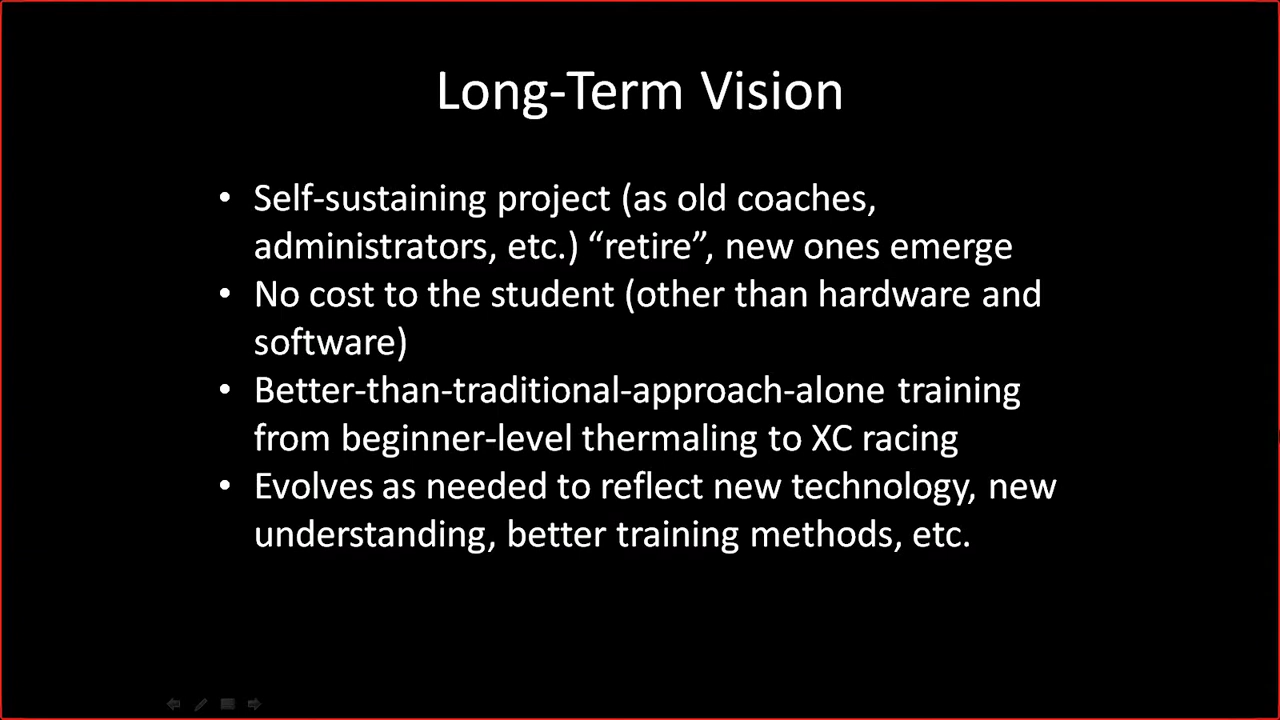 Long-Term Vision
• Self-sustaining project (as old coaches,
administrators, etc.) “retire”, new ones emerge
• No cost to the student (other than hardware and
software)
• Better-than-traditional-approach-alone training
from beginner-level thermaling to XC racing
• Evolves as needed to reflect new technology, new
understanding, better training methods, etc.